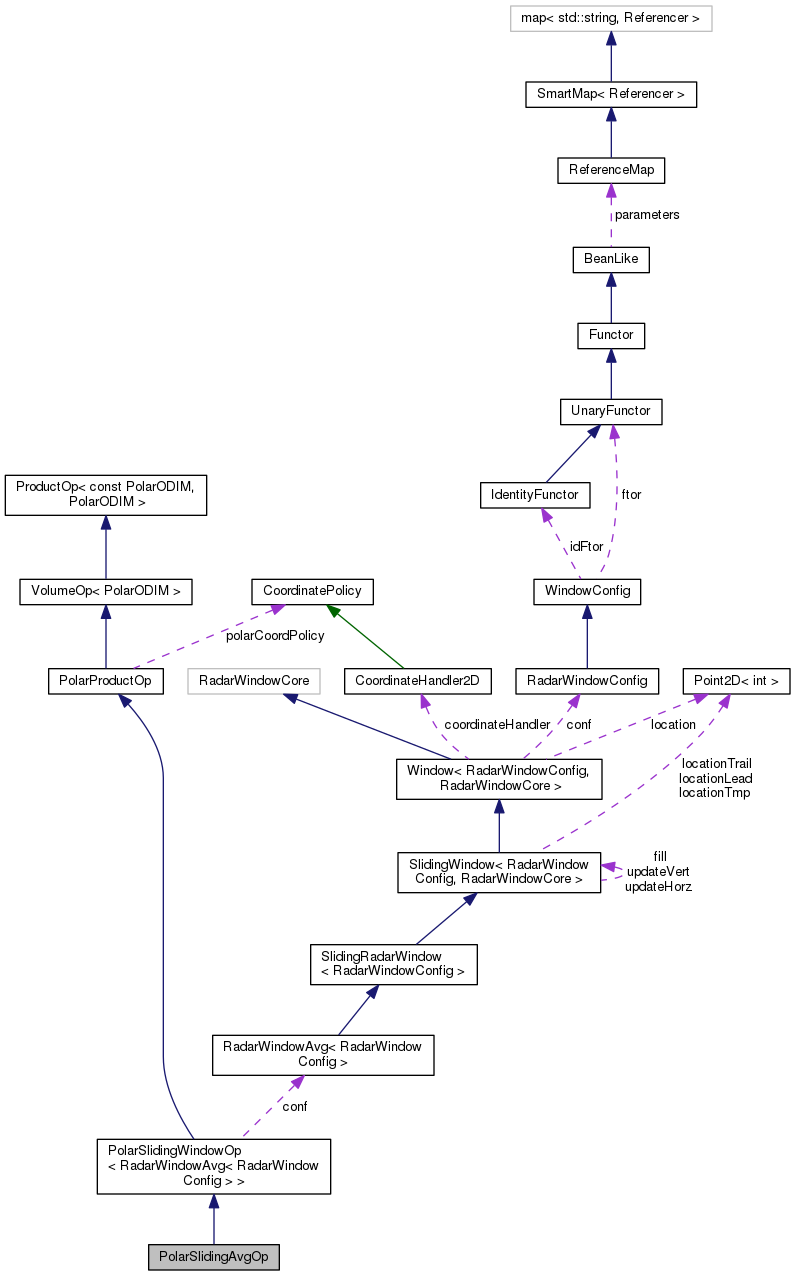 map< std::string, Referencer >
SmartMap< Referencer >
ReferenceMap
parameters
BeanLike
Functor
UnaryFunctor
ProductOp< const PolarODIM,
PolarODIM >
IdentityFunctor
ftor
idFtor
VolumeOp< PolarODIM >
CoordinatePolicy
WindowConfig
polarCoordPolicy
PolarProductOp
RadarWindowCore
CoordinateHandler2D
RadarWindowConfig
Point2D< int >
coordinateHandler
conf
location
Window< RadarWindowConfig,
RadarWindowCore >
locationTrail
locationLead
locationTmp
SlidingWindow< RadarWindow
Config, RadarWindowCore >
fill
updateVert
updateHorz
SlidingRadarWindow
< RadarWindowConfig >
RadarWindowAvg< RadarWindow
Config >
conf
PolarSlidingWindowOp
< RadarWindowAvg< RadarWindow
Config > >
PolarSlidingAvgOp